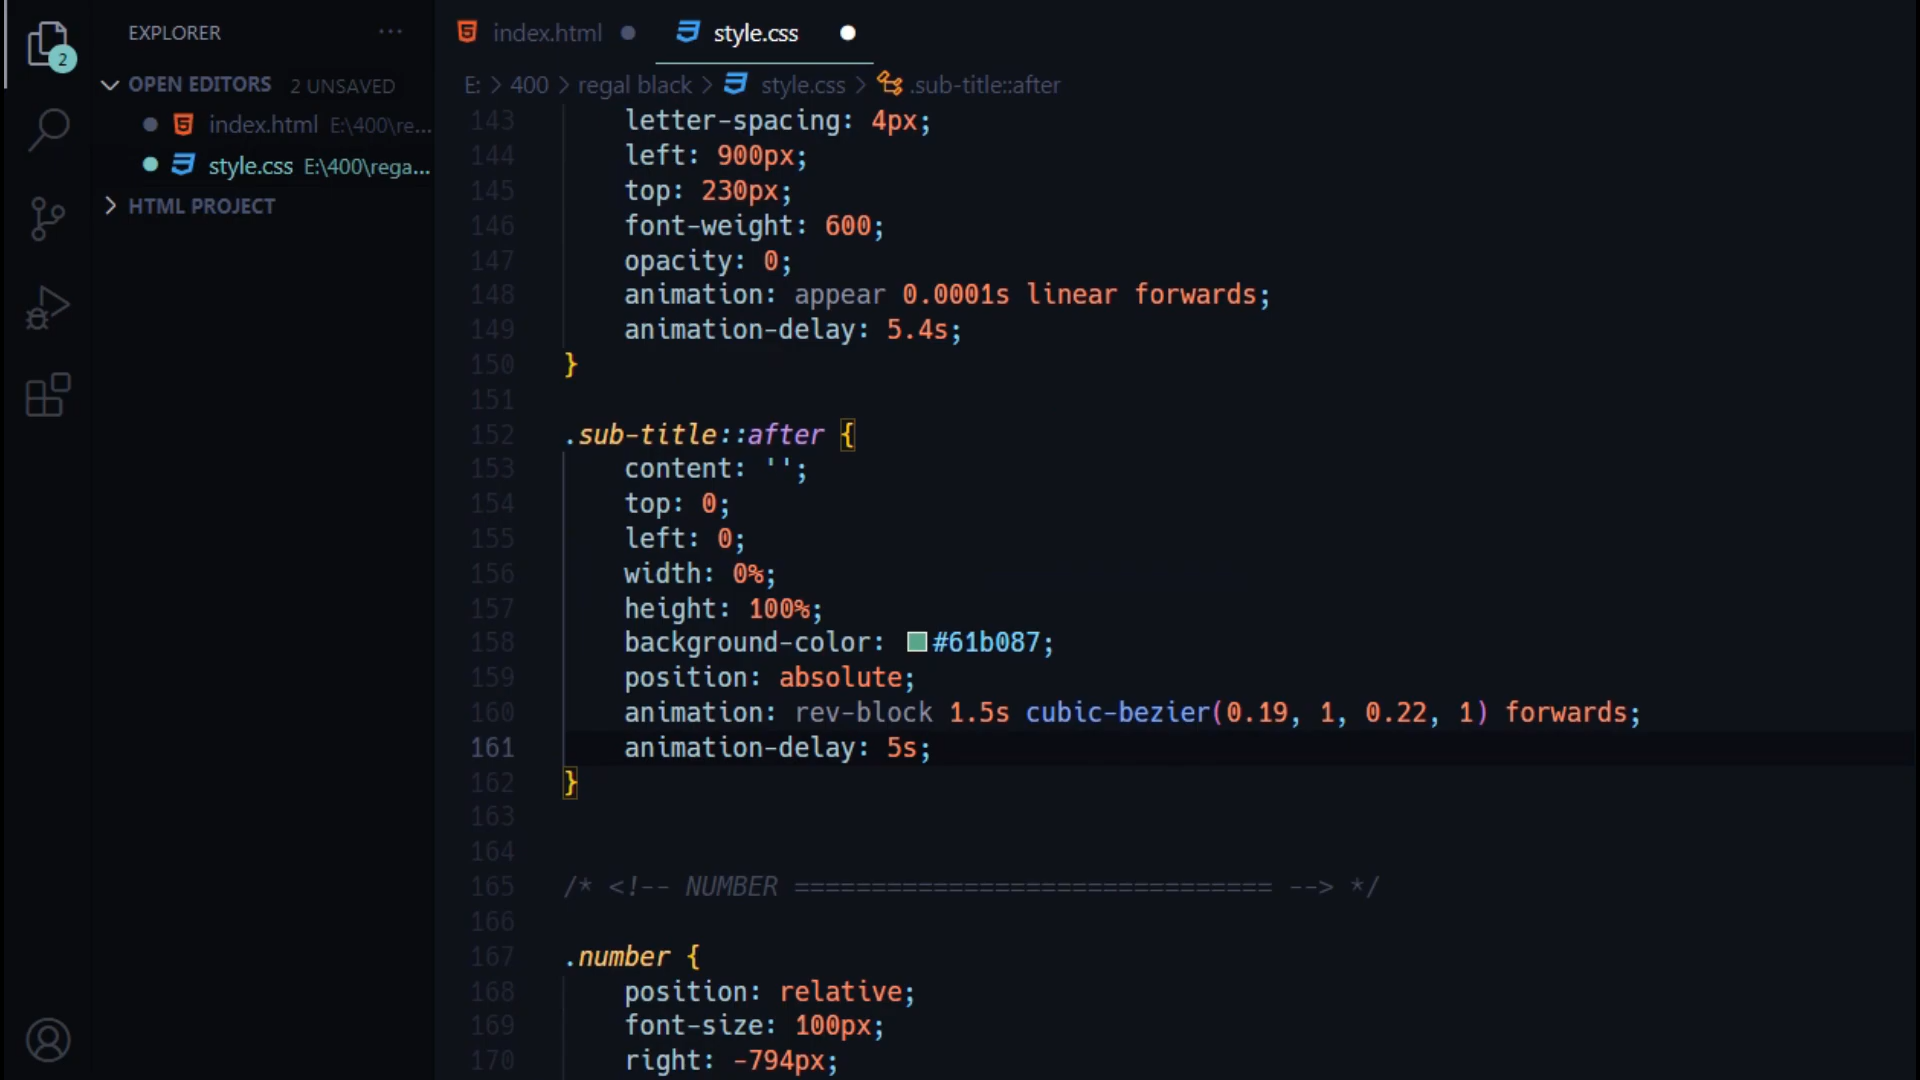 EXPLORER
···
index.html
style.css
2
OPEN EDITORS 2 UNSAVED
E: > 400 > regal black > style.css > .sub-title::after
index.html E:\400\re...
style.css E:\400\rega...
HTML PROJECT
143 letter-spacing: 4px;
144 left: 900px;
145 top: 230px;
146 font-weight: 600;
147 opacity: 0;
148 animation: appear 0.0001s linear forwards;
149 animation-delay: 5.4s;
150 }
151
152 .sub-title::after {
153 content: '';
154 top: 0;
155 left: 0;
156 width: 0%;
157 height: 100%;
158 background-color: #61b087;
159 position: absolute;
160 animation: rev-block 1.5s cubic-bezier(0.19, 1, 0.22, 1) forwards;
161 animation-delay: 5s;
162 }
163
164
165 /* <!-- NUMBER =============================== --> */
166
167 .number {
168 position: relative;
169 font-size: 100px;
170 right: -794px;